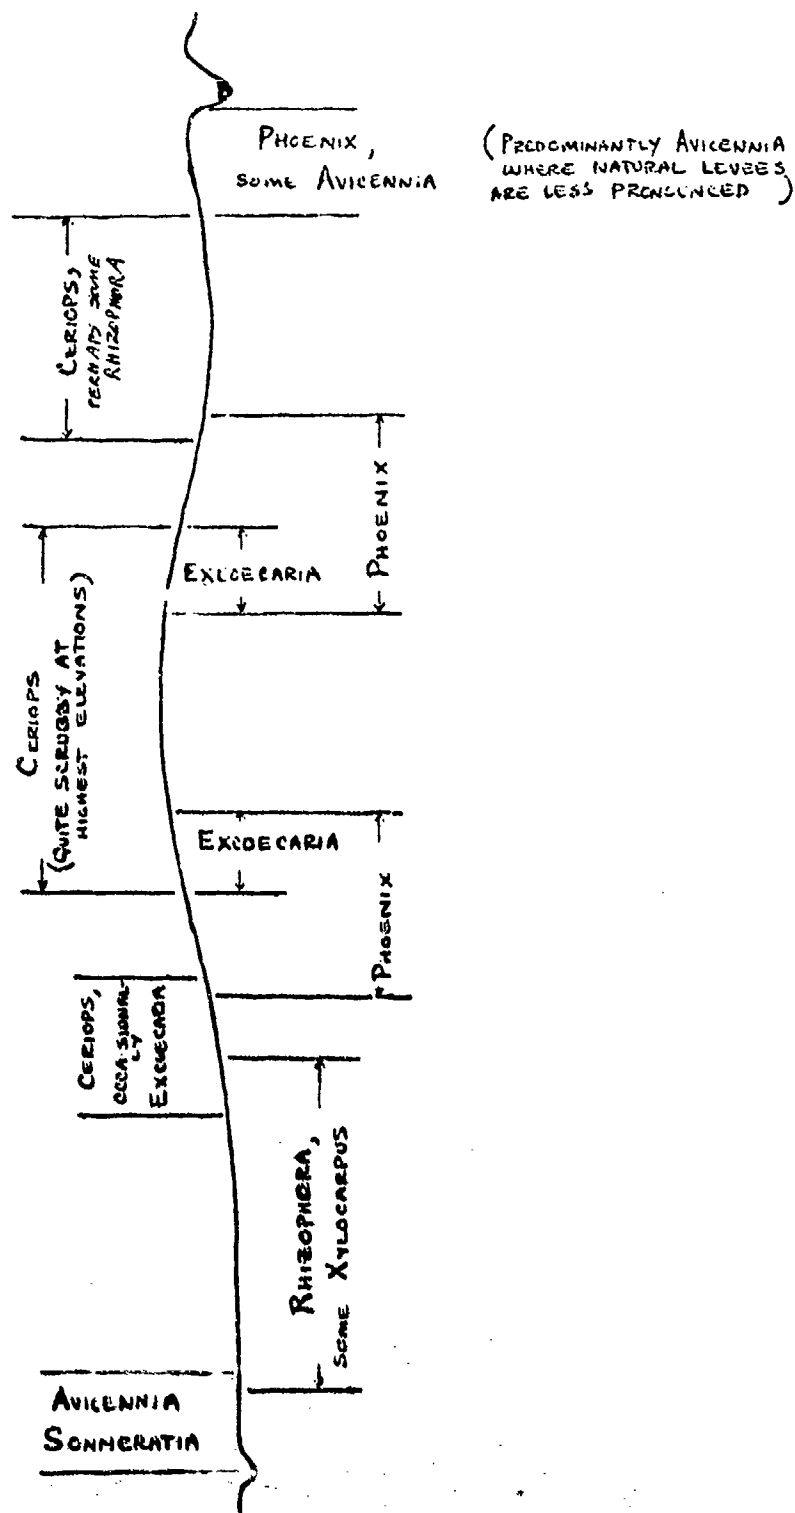 PHOENIX,
SOME AVICENNIA
(PREDOMINANTLY AVICENNIA
WHERE NATURAL LEVEES
ARE LESS PRONOUNCED)
CERIOPS,
PERHAPS SOME
RHIZOPHORA
PHOENIX
EXCOECARIA
CERIOPS
(QUITE SCRUBBY AT
HIGHEST ELEVATIONS)
EXCOECARIA
PHOENIX
CERIOPS,
OCCASIONAL-
LY
EXCOECARIA
RHIZOPHORA,
SOME XYLOCARPUS
AVICENNIA
SONNERATIA